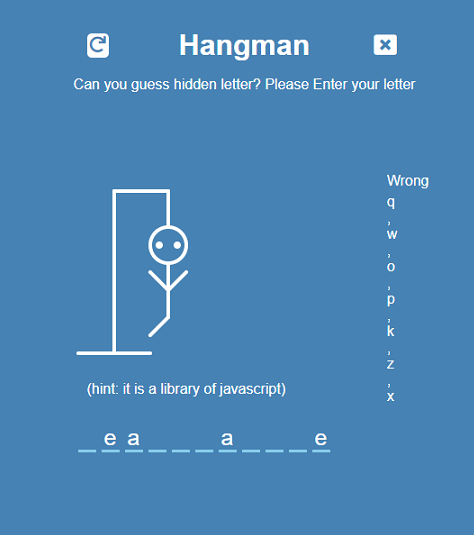 Hangman
Can you guess hidden letter? Please Enter your letter
Wrong
q
,
w
,
o
,
p
,
k
,
z
,
x
(hint: it is a library of javascript)
_ e a _ _ _ a _ _ _ e